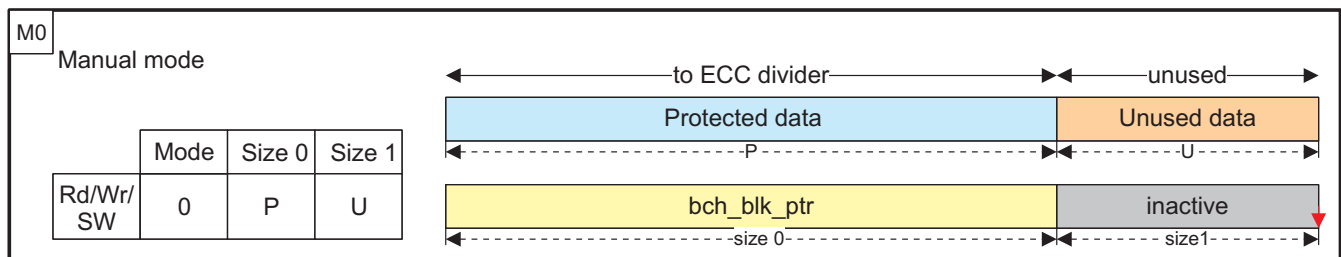 M0
Manual mode
to ECC divider
unused
Protected data
Unused data
P
U
Mode
Size 0
Size 1
Rd/Wr/
SW
0
P
U
bch_blk_ptr
inactive
size 0
size1